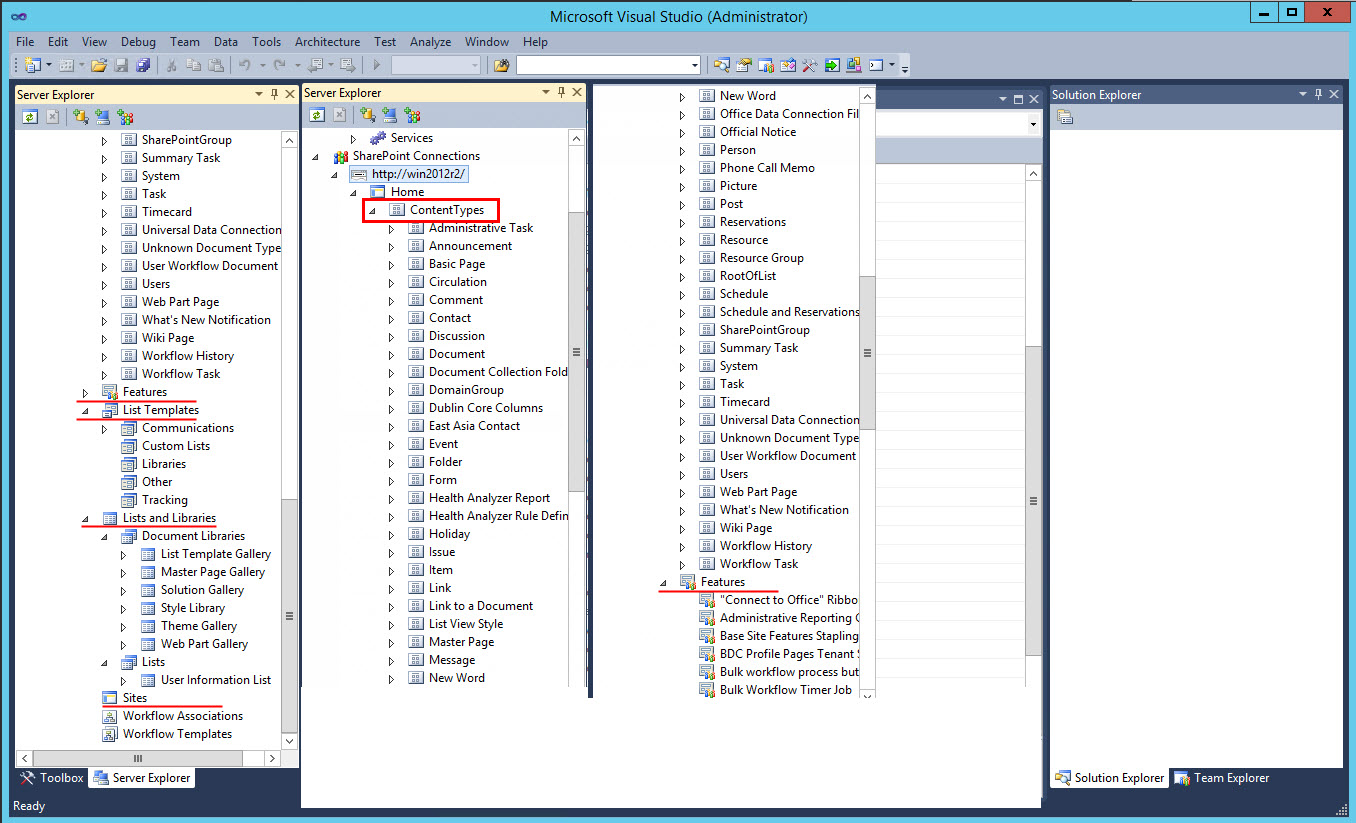 Microsoft Visual Studio (Administrator)
File Edit View Debug Team Data Tools Architecture Test Analyze Window Help
Server Explorer
SharePointGroup
Summary Task
System
Task
Timecard
Universal Data Connection
Unknown Document Type
User Workflow Document
Users
Web Part Page
What's New Notification
Wiki Page
Workflow History
Workflow Task
Features
List Templates
Communications
Custom Lists
Libraries
Other
Tracking
Lists and Libraries
Document Libraries
List Template Gallery
Master Page Gallery
Solution Gallery
Style Library
Theme Gallery
Web Part Gallery
Lists
User Information List
Sites
Workflow Associations
Workflow Templates
Toolbox Server Explorer
Ready
Server Explorer
Services
SharePoint Connections
http://win2012r2/
Home
ContentTypes
Administrative Task
Announcement
Basic Page
Circulation
Comment
Contact
Discussion
Document
Document Collection Fold
DomainGroup
Dublin Core Columns
East Asia Contact
Event
Folder
Form
Health Analyzer Report
Health Analyzer Rule Defin
Holiday
Issue
Item
Link
Link to a Document
List View Style
Master Page
Message
New Word
New Word
Office Data Connection Fil
Official Notice
Person
Phone Call Memo
Picture
Post
Reservations
Resource
Resource Group
RootOfList
Schedule
Schedule and Reservations
SharePointGroup
Summary Task
System
Task
Timecard
Universal Data Connection
Unknown Document Type
User Workflow Document
Users
Web Part Page
What's New Notification
Wiki Page
Workflow History
Workflow Task
Features
"Connect to Office" Ribbo
Administrative Reporting C
Base Site Features Stapling
BDC Profile Pages Tenant S
Bulk workflow process but
Bulk Workflow Timer Job
Solution Explorer
Solution Explorer Team Explorer